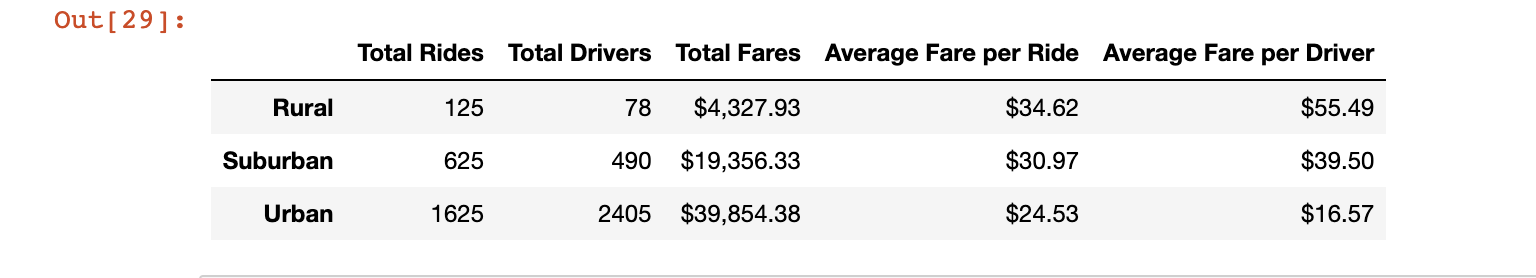 Out[29]:
Total Rides Total Drivers Total Fares Average Fare per Ride Average Fare per Driver
Rural 125 78 $4,327.93 $34.62 $55.49
Suburban 625 490 $19,356.33 $30.97 $39.50
Urban 1625 2405 $39,854.38 $24.53 $16.57